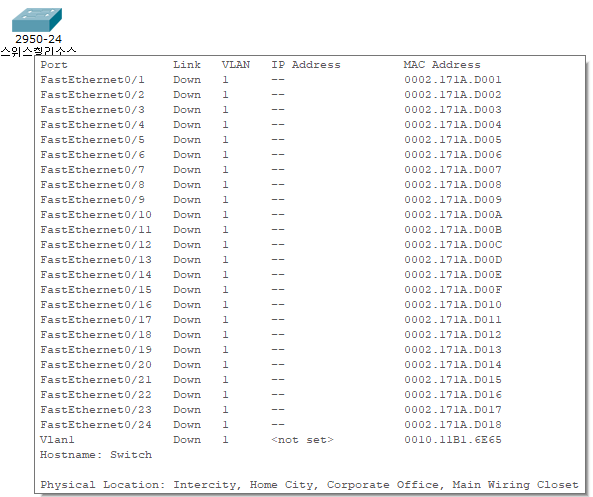 2950-24
스위스칠리소스
Port Link VLAN IP Address MAC Address
FastEthernet0/1 Down 1 -- 0002.171A.D001
FastEthernet0/2 Down 1 -- 0002.171A.D002
FastEthernet0/3 Down 1 -- 0002.171A.D003
FastEthernet0/4 Down 1 -- 0002.171A.D004
FastEthernet0/5 Down 1 -- 0002.171A.D005
FastEthernet0/6 Down 1 -- 0002.171A.D006
FastEthernet0/7 Down 1 -- 0002.171A.D007
FastEthernet0/8 Down 1 -- 0002.171A.D008
FastEthernet0/9 Down 1 -- 0002.171A.D009
FastEthernet0/10 Down 1 -- 0002.171A.D00A
FastEthernet0/11 Down 1 -- 0002.171A.D00B
FastEthernet0/12 Down 1 -- 0002.171A.D00C
FastEthernet0/13 Down 1 -- 0002.171A.D00D
FastEthernet0/14 Down 1 -- 0002.171A.D00E
FastEthernet0/15 Down 1 -- 0002.171A.D00F
FastEthernet0/16 Down 1 -- 0002.171A.D010
FastEthernet0/17 Down 1 -- 0002.171A.D011
FastEthernet0/18 Down 1 -- 0002.171A.D012
FastEthernet0/19 Down 1 -- 0002.171A.D013
FastEthernet0/20 Down 1 -- 0002.171A.D014
FastEthernet0/21 Down 1 -- 0002.171A.D015
FastEthernet0/22 Down 1 -- 0002.171A.D016
FastEthernet0/23 Down 1 -- 0002.171A.D017
FastEthernet0/24 Down 1 -- 0002.171A.D018
Vlan1 Down 1 <not set> 0010.11B1.6E65
Hostname: Switch
Physical Location: Intercity, Home City, Corporate Office, Main Wiring Closet